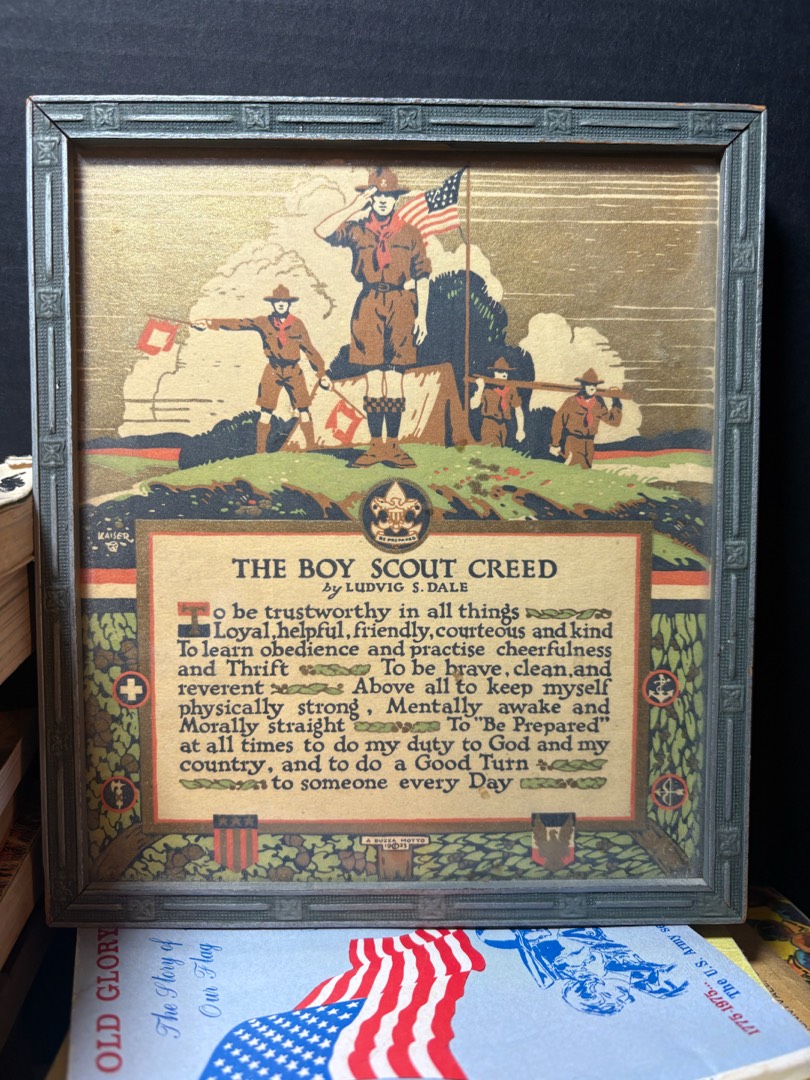 KAISER
BE PREPARED
THE BOY SCOUT CREED
by LUDVIG S. DALE
To be trustworthy in all things
Loyal, helpful, friendly, courteous and kind
To learn obedience and practise cheerfulness
and Thrift To be brave, clean, and
reverent Above all to keep myself
physically strong, Mentally awake and
Morally straight To "Be Prepared"
at all times to do my duty to God and my
country, and to do a Good Turn
to someone every Day
A BUZZA MOTTO
OLD GLORY
The Story of
Our Flag
1775-1975...
The U.S. Army